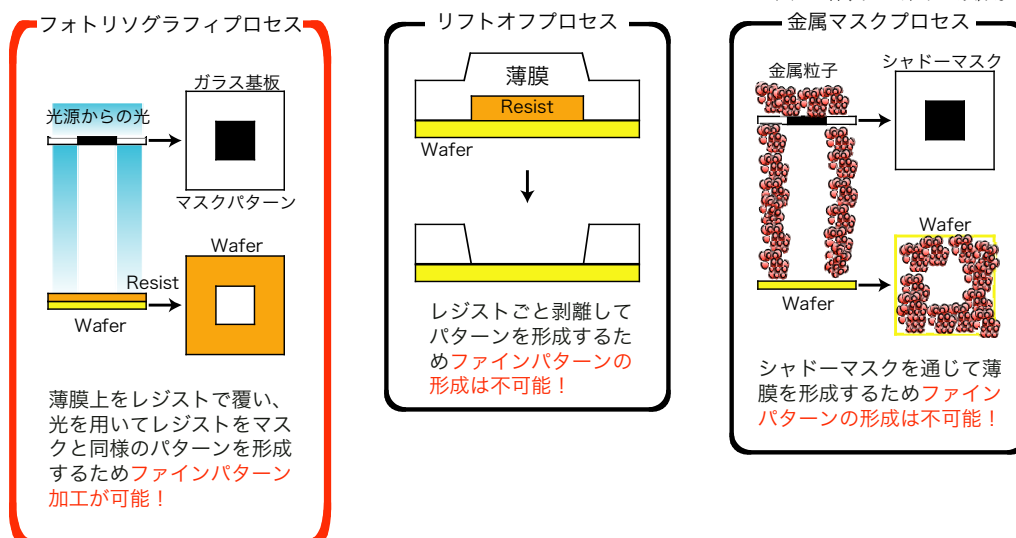 フォトリソグラフィプロセス
ガラス基板
光源からの光
マスクパターン
Wafer
Resist
Wafer
薄膜上をレジストで覆い、
光を用いてレジストをマス
クと同様のパターンを形成
するためファインパターン
加工が可能！
リフトオフプロセス
薄膜
Resist
Wafer
レジストごと剥離して
パターンを形成するた
めファインパターンの
形成は不可能！
金属マスクプロセス
シャドーマスク
金属粒子
Wafer
Wafer
シャドーマスクを通じて薄
膜を形成するためファイン
パターンの形成は不可能！